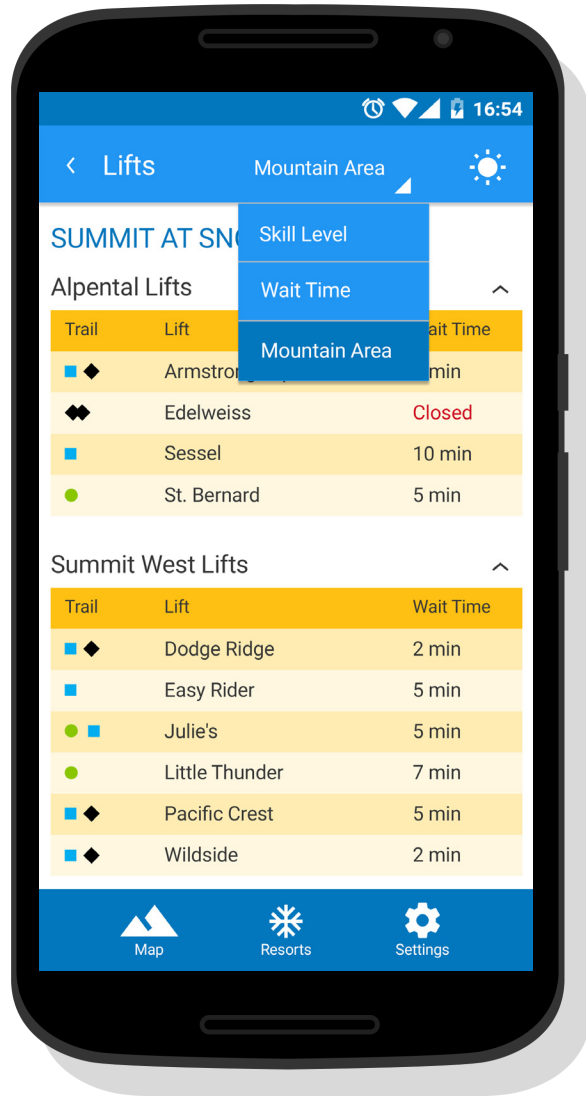 16:54
Lifts Mountain Area
Skill Level
Wait Time
Mountain Area
SUMMIT AT
Alpental Lifts
Trail Lift Time
min
Edelweiss Closed
Sessel 10 min
St. Bernard 5 min
Summit West Lifts
Trail Lift Wait Time
Dodge Ridge 2 min
Easy Rider 5 min
Julie's 5 min
Little Thunder 7 min
Pacific Crest 5 min
Wildside 2 min
Map Resorts Settings